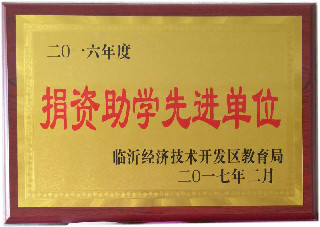 二〇一六年度
捐资助学先进单位
临沂经济技术开发区教育局
二〇一七年二月